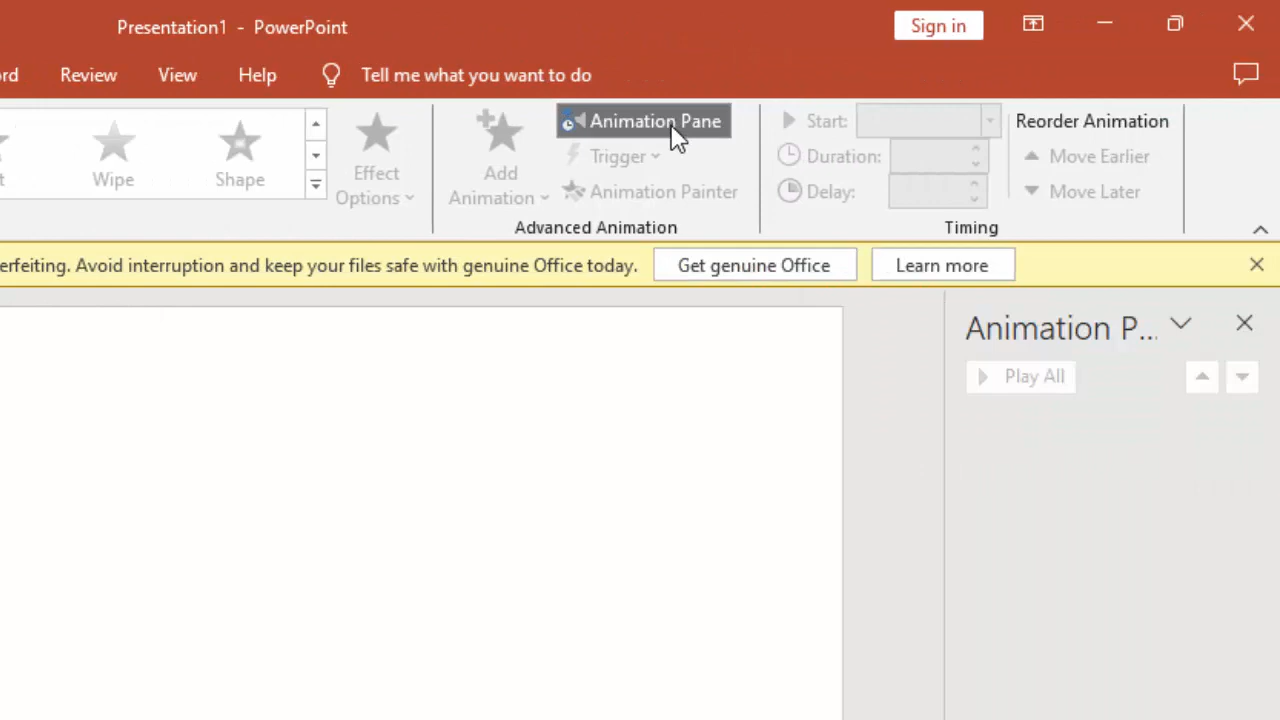 Presentation1 - PowerPoint
Sign in
rd Review View Help Tell me what you want to do
t Wipe Shape
Effect Options
Add Animation
Animation Pane
Trigger
Animation Painter
Advanced Animation
Start:
Duration:
Delay:
Timing
Reorder Animation
Move Earlier
Move Later
erfeiting. Avoid interruption and keep your files safe with genuine Office today. Get genuine Office Learn more
Animation P...
Play All